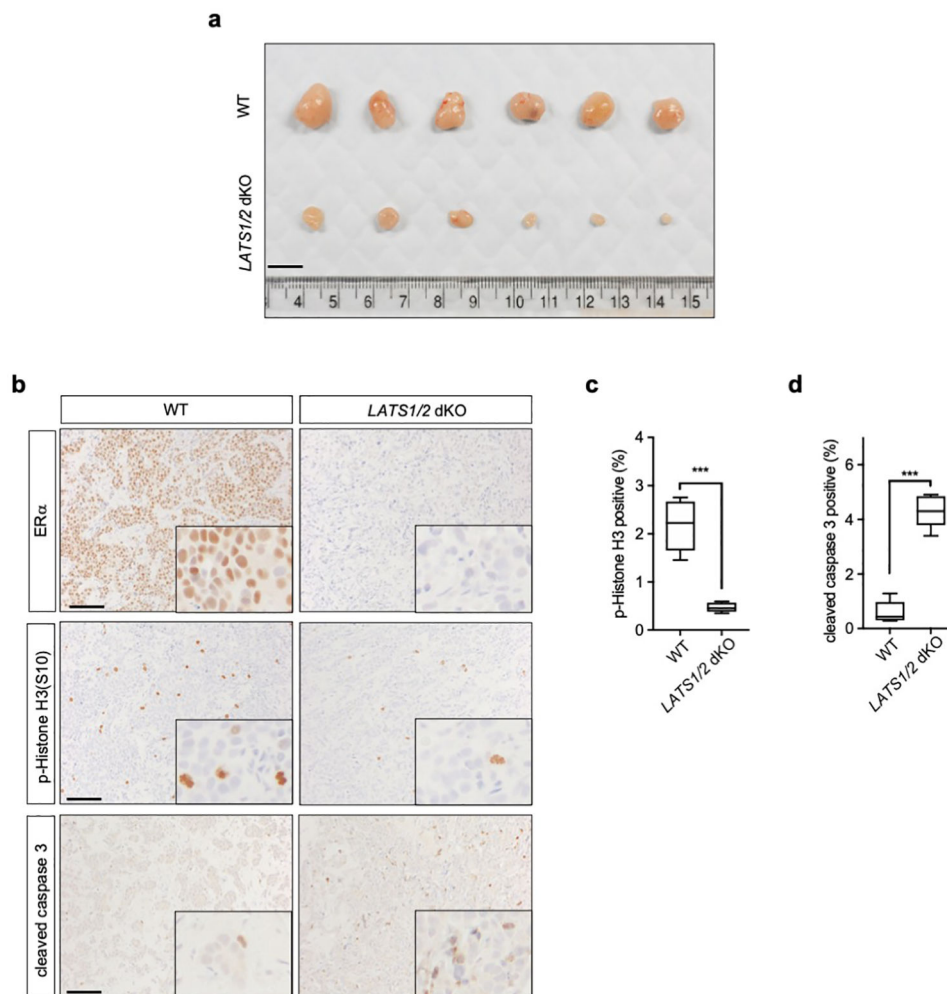 a
WT
LATS1/2 dKO
4 5 6 7 8 9 10 11 12 13 14 15
b
WT
LATS1/2 dKO
ERα
p-Histone H3(S10)
cleaved caspase 3
c
p-Histone H3 positive (%)
4
3
2
1
0
***
WT
LATS1/2 dKO
d
cleaved caspase 3 positive (%)
6
4
2
0
***
WT
LATS1/2 dKO